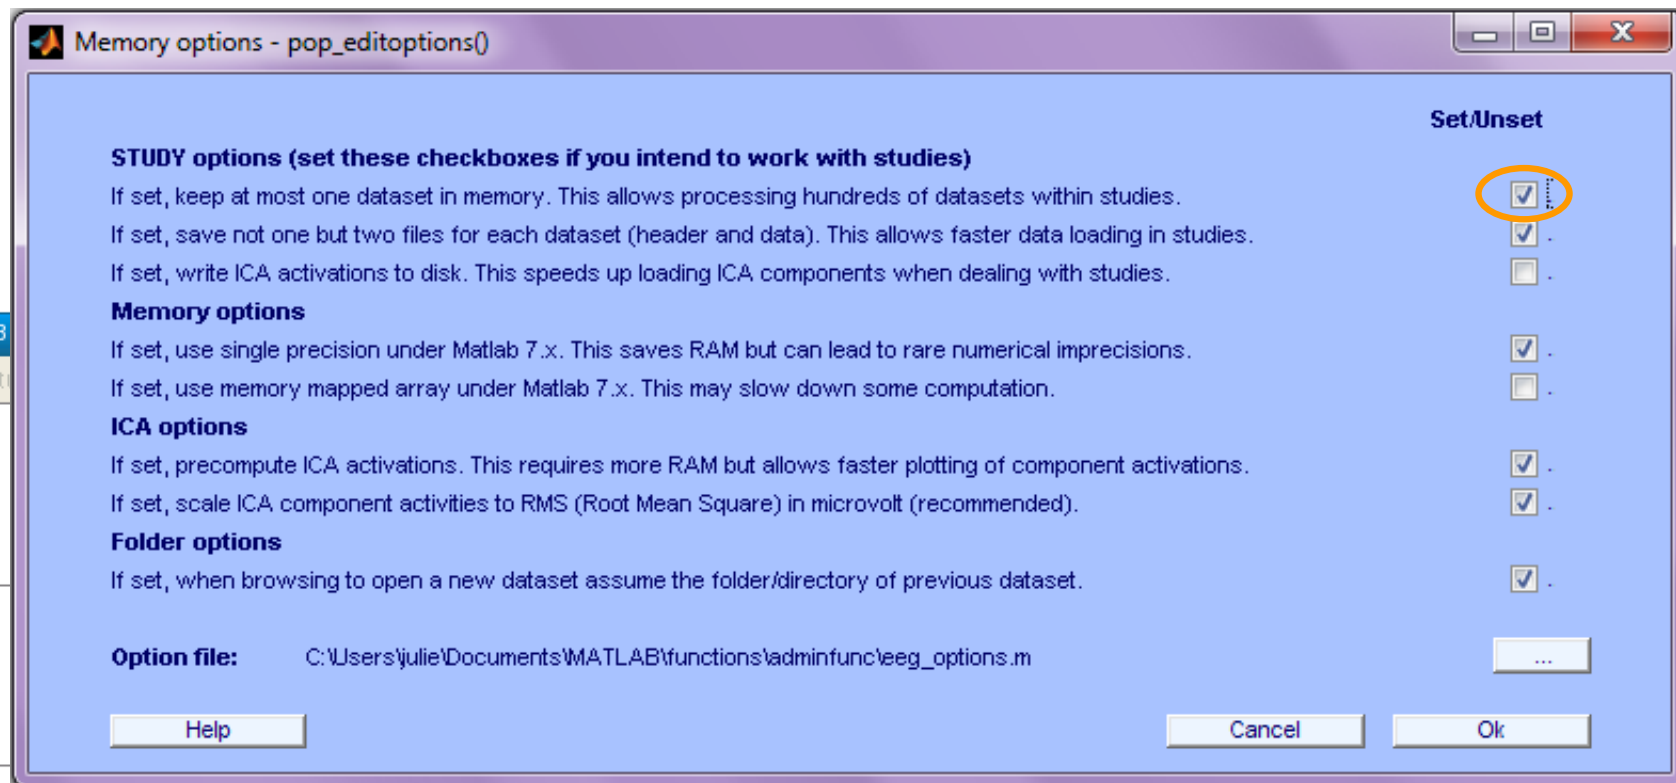 Memory options - pop_editoptions()
Set/Unset
STUDY options (set these checkboxes if you intend to work with studies)
If set, keep at most one dataset in memory. This allows processing hundreds of datasets within studies.
If set, save not one but two files for each dataset (header and data). This allows faster data loading in studies.
If set, write ICA activations to disk. This speeds up loading ICA components when dealing with studies.
Memory options
If set, use single precision under Matlab 7.x. This saves RAM but can lead to rare numerical imprecisions.
If set, use memory mapped array under Matlab 7.x. This may slow down some computation.
ICA options
If set, precompute ICA activations. This requires more RAM but allows faster plotting of component activations.
If set, scale ICA component activities to RMS (Root Mean Square) in microvolt (recommended).
Folder options
If set, when browsing to open a new dataset assume the folder/directory of previous dataset.
Option file: C:\Users\julie\Documents\MATLAB\functions\adminfunc\eeg_options.m ...
Help Cancel Ok